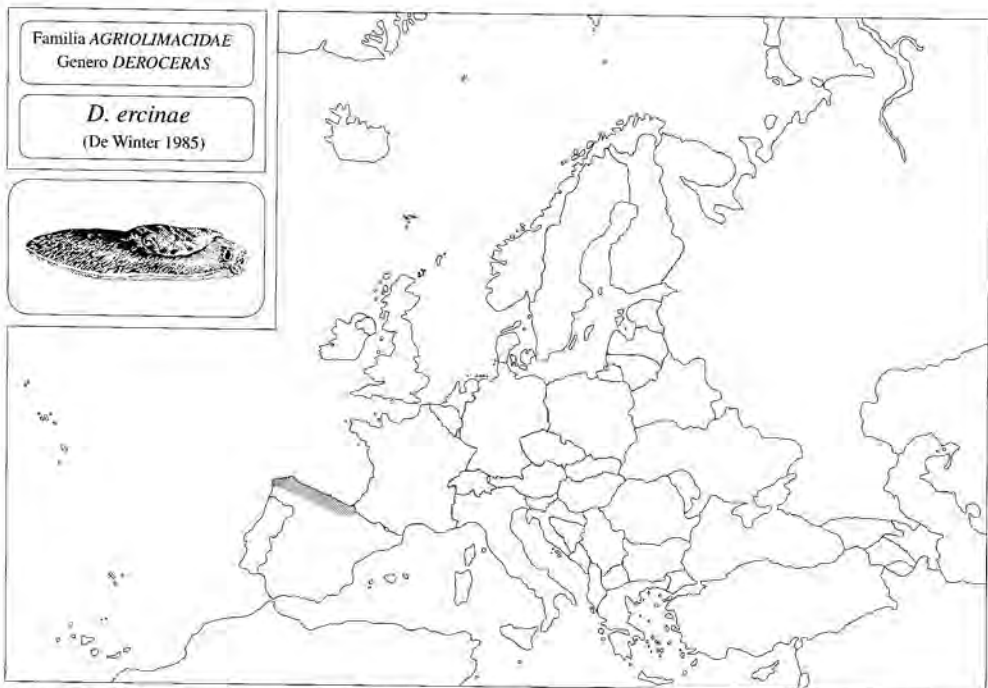 Familia AGRIOLIMACIDAE
Genero DEROCERAS
D. ercinae
(De Winter 1985)